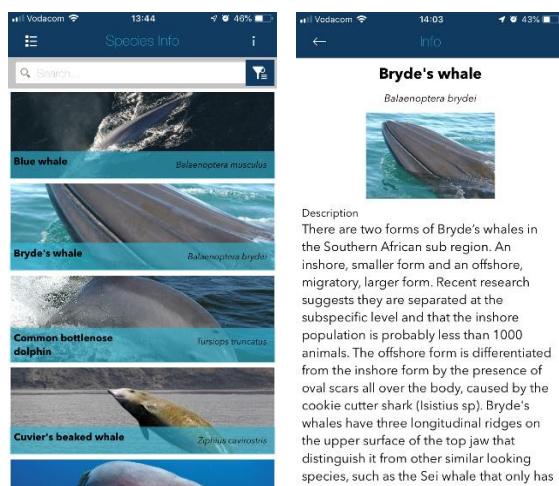 Vodacom 13:44 46%
Species Info
Search...
Blue whale Balaenoptera musculus
Bryde's whale Balaenoptera brydei
Common bottlenose
dolphin Tursiops truncatus
Cuvier's beaked whale Ziphius cavirostris
Vodacom 14:03 43%
Info
Bryde's whale
Balaenoptera brydei
Description
There are two forms of Bryde's whales in
the Southern African sub region. An
inshore, smaller form and an offshore,
migratory, larger form. Recent research
suggests they are separated at the
subspecific level and that the inshore
population is probably less than 1000
animals. The offshore form is differentiated
from the inshore form by the presence of
oval scars all over the body, caused by the
cookie cutter shark (Isistius sp). Bryde's
whales have three longitudinal ridges on
the upper surface of the top jaw that
distinguish it from other similar looking
species, such as the Sei whale that only has